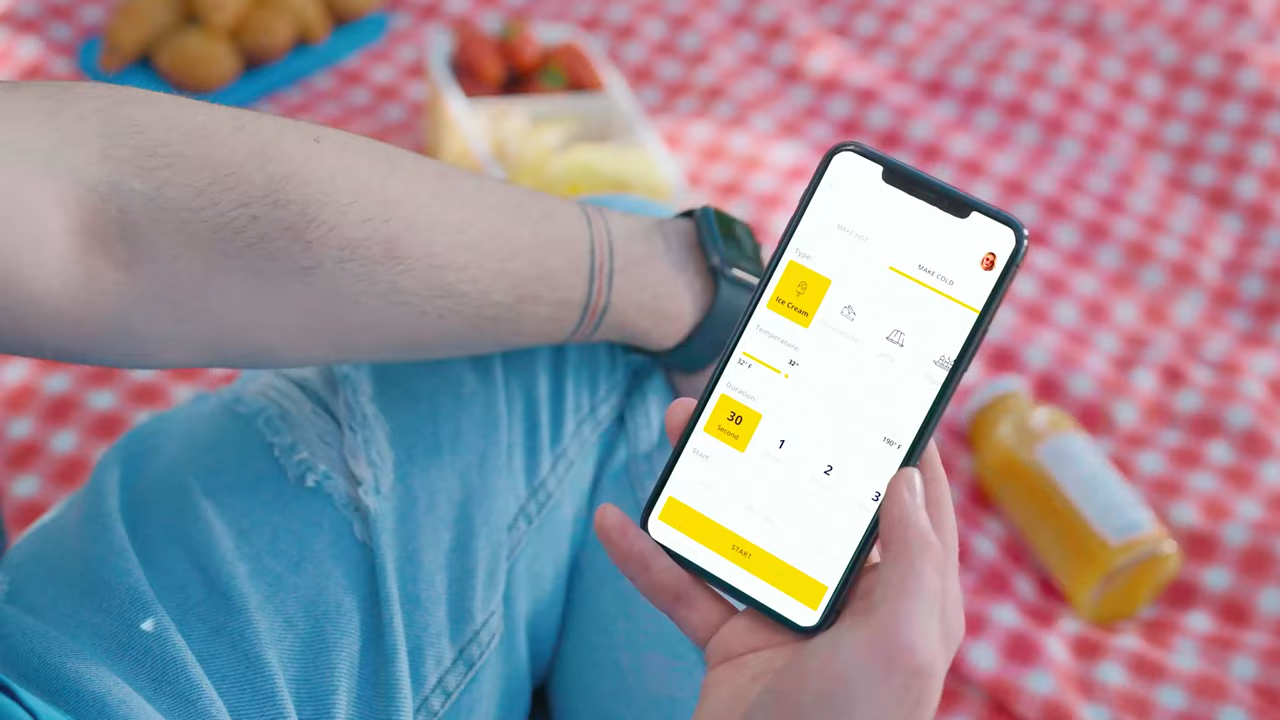 MAKE HOT
MAKE COLD
Type:
Ice Cream
Temperature:
32° F
32°
190° F
Duration:
30
Second
1
2
3
Start:
START